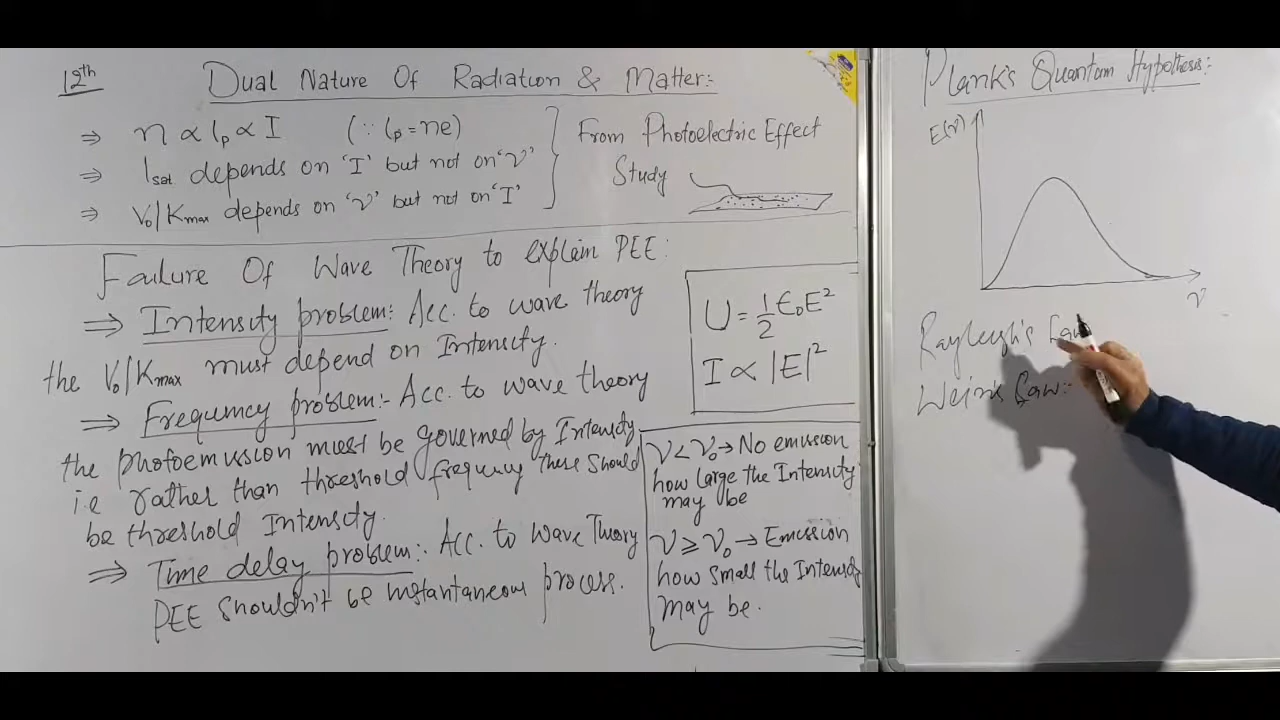 12th
DUAL NATURE OF RADIATION & MATTER:
⇒ n ∝ ip ∝ I (∵ ip = ne)
⇒ Isat depends on 'I' but not on 'ν'
⇒ V₀/Kmax depends on 'ν' but not on 'I'
From Photoelectric Effect
Study
Failure Of Wave Theory to explain PEE:
⇒ Intensity problem: Acc. to wave theory
the V₀/Kmax must depend on Intensity.
⇒ Frequency problem:- Acc. to wave theory
the photoemission must be governed by Intensity
i.e rather than threshold frequency there should
be threshold Intensity.
⇒ Time delay problem:. Acc. to Wave Theory
PEE shouldn't be instantaneous process.
U = 1/2 ε₀E²
I ∝ |E|²
ν < ν₀ → No emission
how large the Intensity
may be
ν ≥ ν₀ → Emission
how small the Intensity
may be.
Plank's Quantum Hypothesis:
E(ν)
ν
Rayleigh's Law
Wein's Law:-